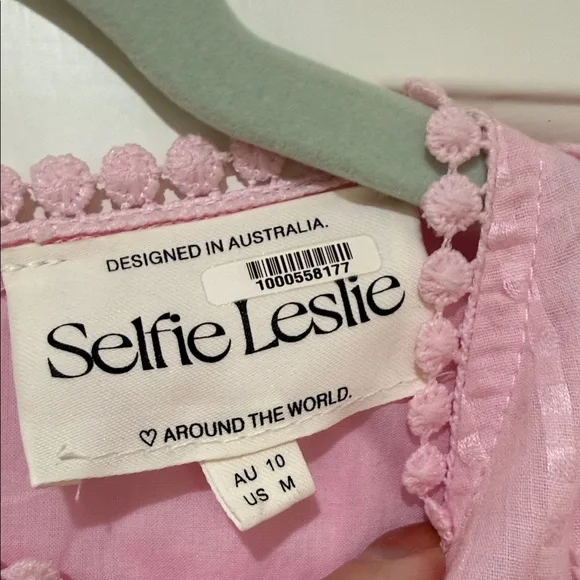 DESIGNED IN AUSTRALIA.
1000558177
Selfie Leslie
♡ AROUND THE WORLD.
AU 10
US M